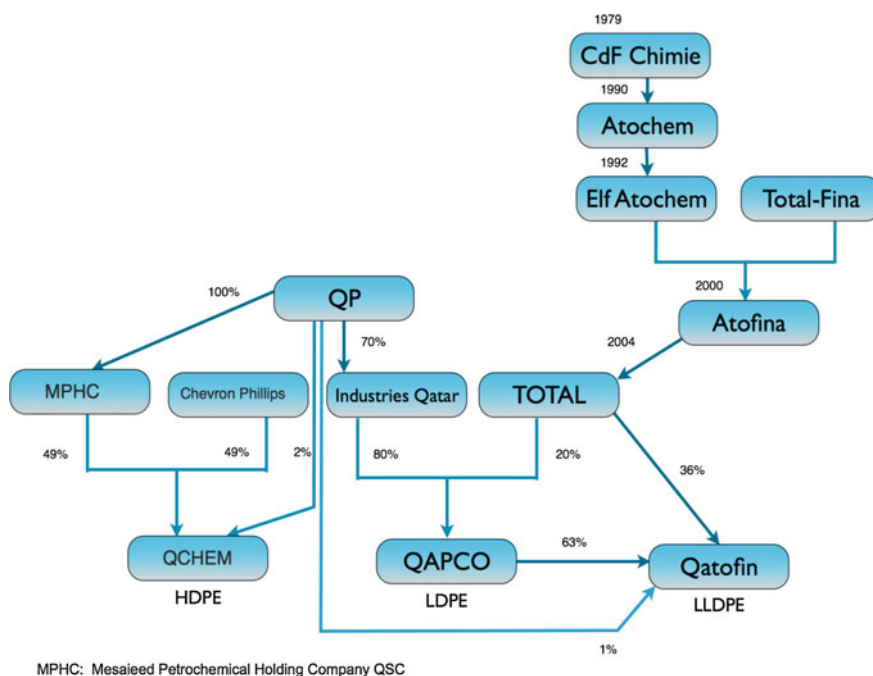 1979
CdF Chimie
1990
Atochem
1992
Elf Atochem
Total-Fina
2000
Atofina
2004
QP
100%
70%
MPHC
Chevron Phillips
Industries Qatar
TOTAL
49%
49%
2%
80%
20%
36%
QCHEM
HDPE
QAPCO
LDPE
63%
Qatofin
LLDPE
1%
MPHC: Mesaieed Petrochemical Holding Company QSC